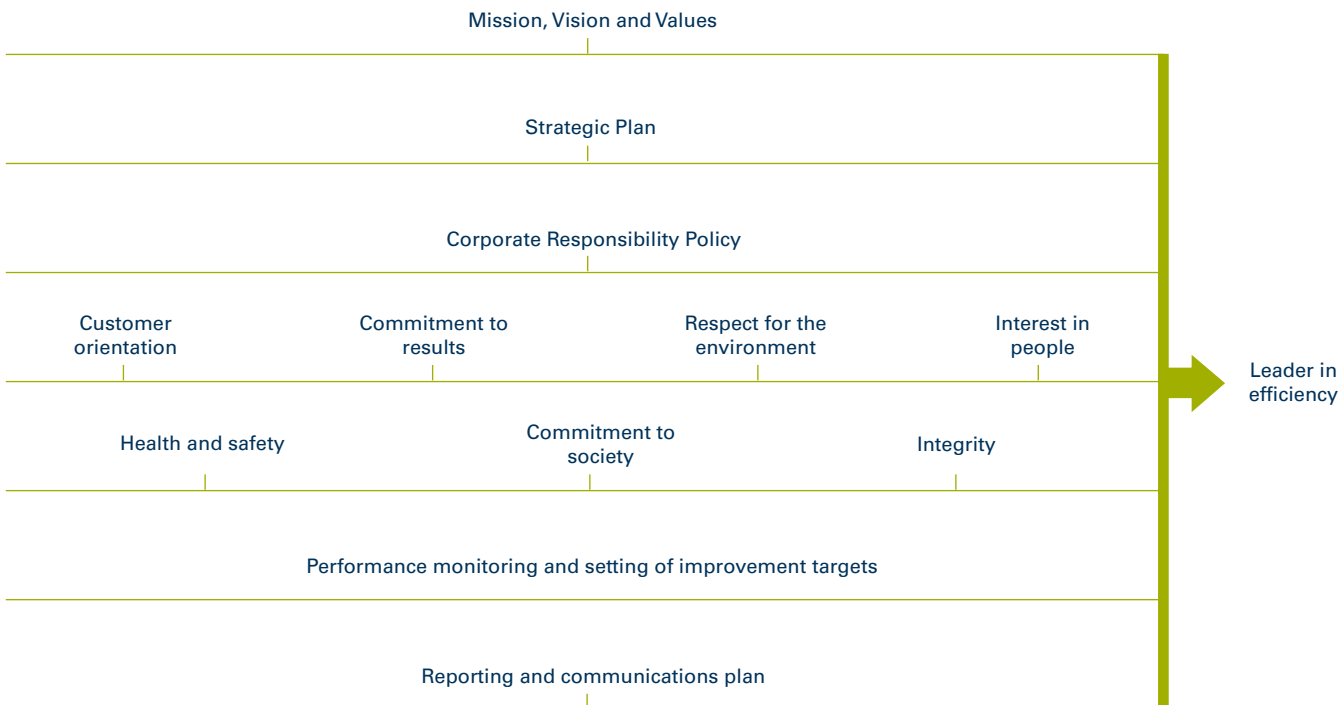 Mission, Vision and Values
Strategic Plan
Corporate Responsibility Policy
Customer
orientation
Commitment to
results
Respect for the
environment
Interest in
people
Leader in
efficiency
Health and safety
Commitment to
society
Integrity
Performance monitoring and setting of improvement targets
Reporting and communications plan